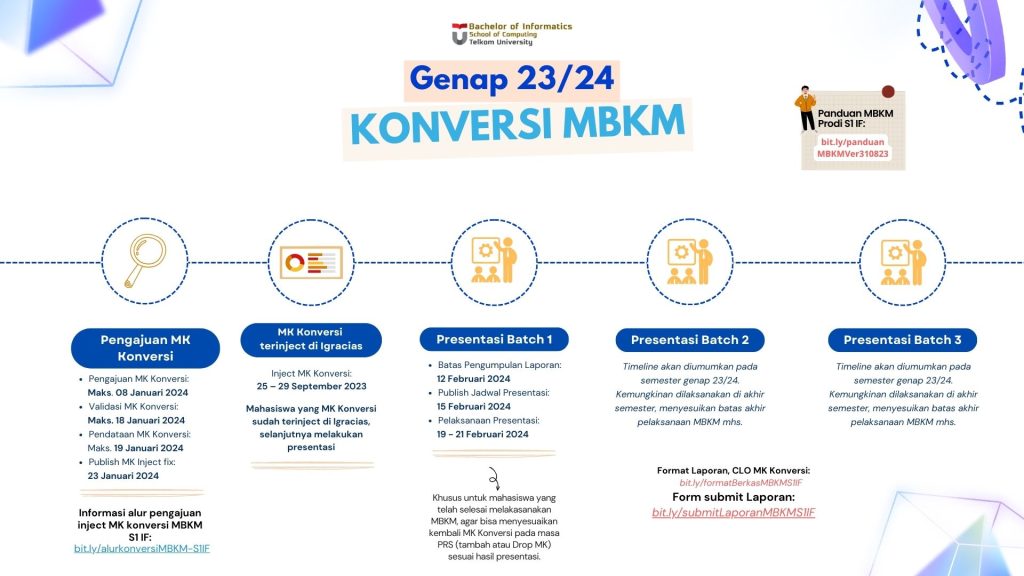 Bachelor of Informatics
School of Computing
Telkom University
Genap 23/24
KONVERSI MBKM
Panduan MBKM
Prodi S1 IF:
bit.ly/panduan
MBKMVer310823
Pengajuan MK
Konversi
• Pengajuan MK Konversi:
Maks. 08 Januari 2024
• Validasi MK Konversi:
Maks. 18 Januari 2024
• Pendataan MK Konversi:
Maks. 19 Januari 2024
• Publish MK Inject fix:
23 Januari 2024
Informasi alur pengajuan
inject MK konversi MBKM
S1 IF:
bit.ly/alurkonversiMBKM-S1IF
MK Konversi
terinject di Igracias
Inject MK Konversi:
25 – 29 September 2023
Mahasiswa yang MK Konversi
sudah terinject di Igracias,
selanjutnya melakukan
presentasi
Presentasi Batch 1
• Batas Pengumpulan Laporan:
12 Februari 2024
• Publish Jadwal Presentasi:
15 Februari 2024
• Pelaksanaan Presentasi:
19 - 21 Februari 2024
Khusus untuk mahasiswa yang
telah selesai melakasanakan
MBKM, agar bisa menyesuaikan
kembali MK Konversi pada masa
PRS (tambah atau Drop MK)
sesuai hasil presentasi.
Presentasi Batch 2
Timeline akan diumumkan pada
semester genap 23/24.
Kemungkinan dilaksanakan di akhir
semester, menyesuikan batas akhir
pelaksanaan MBKM mhs.
Presentasi Batch 3
Timeline akan diumumkan pada
semester genap 23/24.
Kemungkinan dilaksanakan di akhir
semester, menyesuikan batas akhir
pelaksanaan MBKM mhs.
Format Laporan, CLO MK Konversi:
bit.ly/formatBerkasMBKMS1IF
Form submit Laporan:
bit.ly/submitLaporanMBKMS1IF